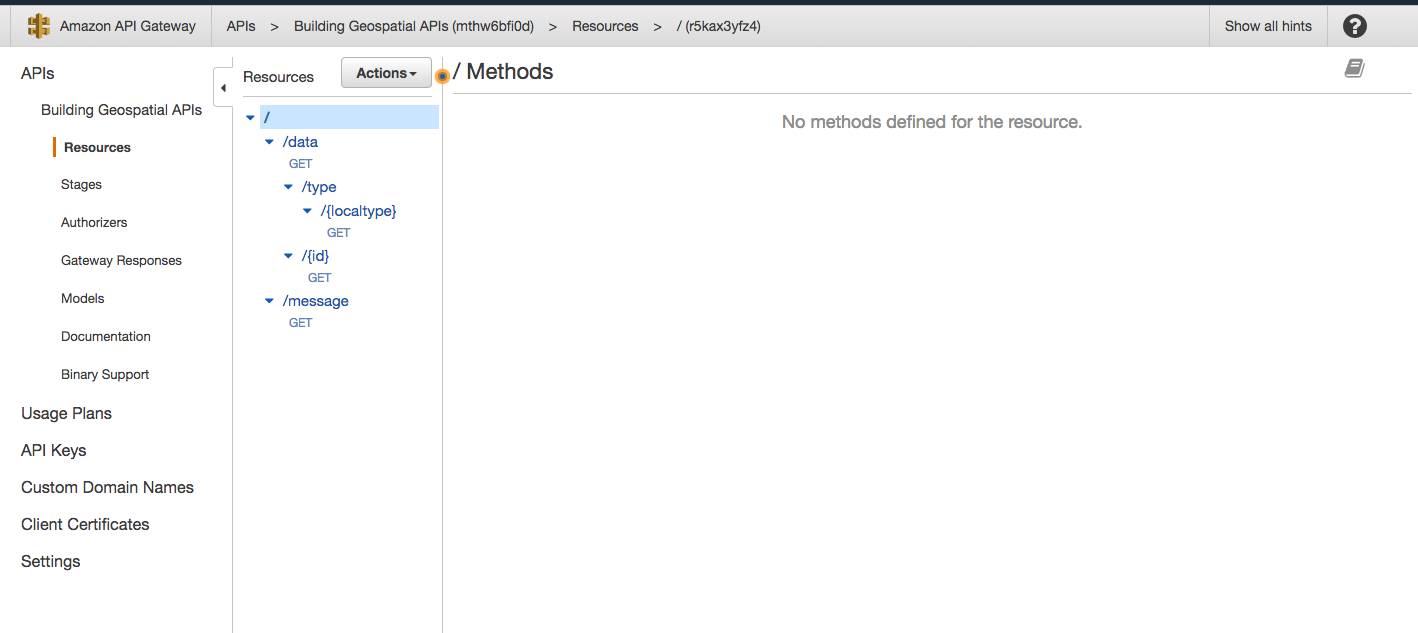 Amazon API Gateway APIs > Building Geospatial APIs (mthw6bfi0d) > Resources > / (r5kax3yfz4) Show all hints ?
APIs
Building Geospatial APIs
Resources
Stages
Authorizers
Gateway Responses
Models
Documentation
Binary Support
Usage Plans
API Keys
Custom Domain Names
Client Certificates
Settings
Resources Actions
/
/data
GET
/type
/{localtype}
GET
/{id}
GET
/message
GET
/ Methods
No methods defined for the resource.